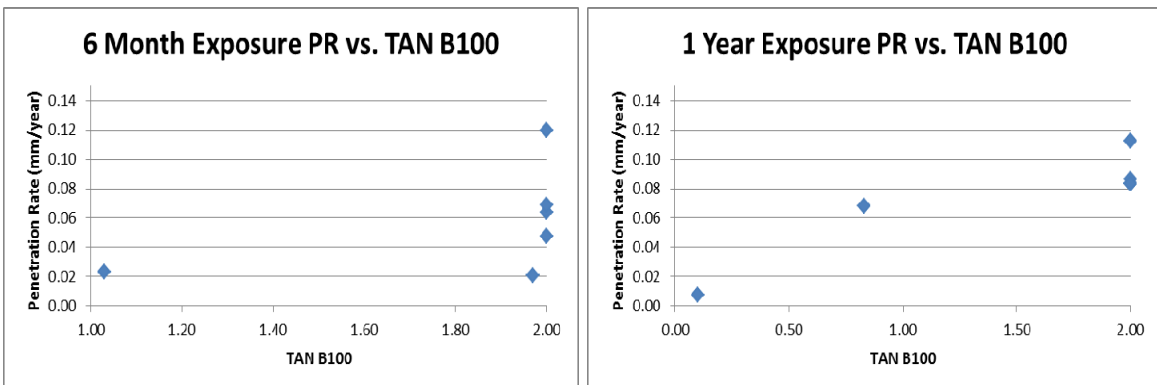 6 Month Exposure PR vs. TAN B100
Penetration Rate (mm/year)
0.14
0.12
0.10
0.08
0.06
0.04
0.02
0.00
1.00 1.20 1.40 1.60 1.80 2.00
TAN B100
1 Year Exposure PR vs. TAN B100
Penetration Rate (mm/year)
0.14
0.12
0.10
0.08
0.06
0.04
0.02
0.00
0.00 0.50 1.00 1.50 2.00
TAN B100